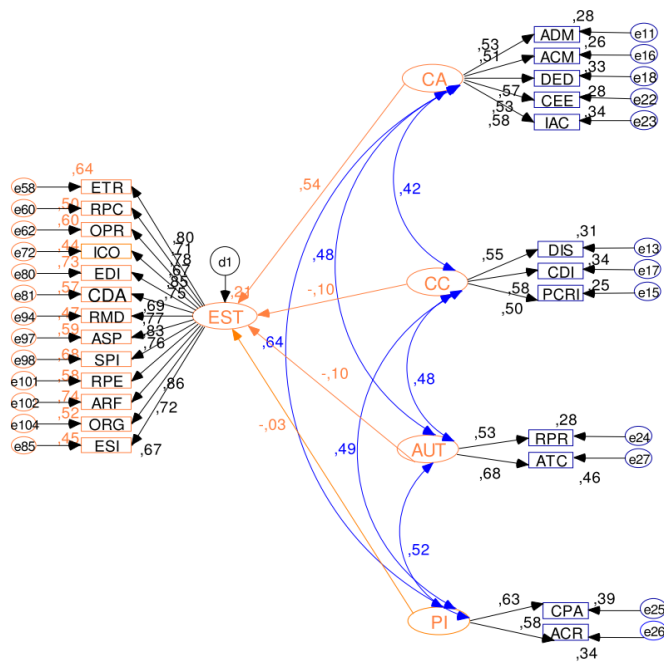 ,28
ADM
e11
,53
,51
,26
ACM
e16
CA
,33
DED
e18
,57
,28
CEE
e22
,53
,58
,34
IAC
e23
,64
e58
ETR
,50
e60
RPC
,60
e62
OPR
,44
e72
ICO
,73
e80
EDI
,57
e81
CDA
,47
e94
RMD
,59
e97
ASP
,68
e98
SPI
,58
e101
RPE
,74
e102
ARF
,52
e104
ORG
,45
e85
ESI
,80
,71
,78
,67
,85
,75
,69
,77
,83
,76
,86
,72
,67
d1
,21
EST
,54
-,10
-,10
-,03
,42
,48
,64
,48
,49
,52
CC
,55
,58
,50
,31
DIS
e13
,34
CDI
e17
,25
PCRI
e15
AUT
,53
,68
,28
RPR
e24
ATC
e27
,46
PI
,63
,58
CPA
,39
e25
ACR
e26
,34